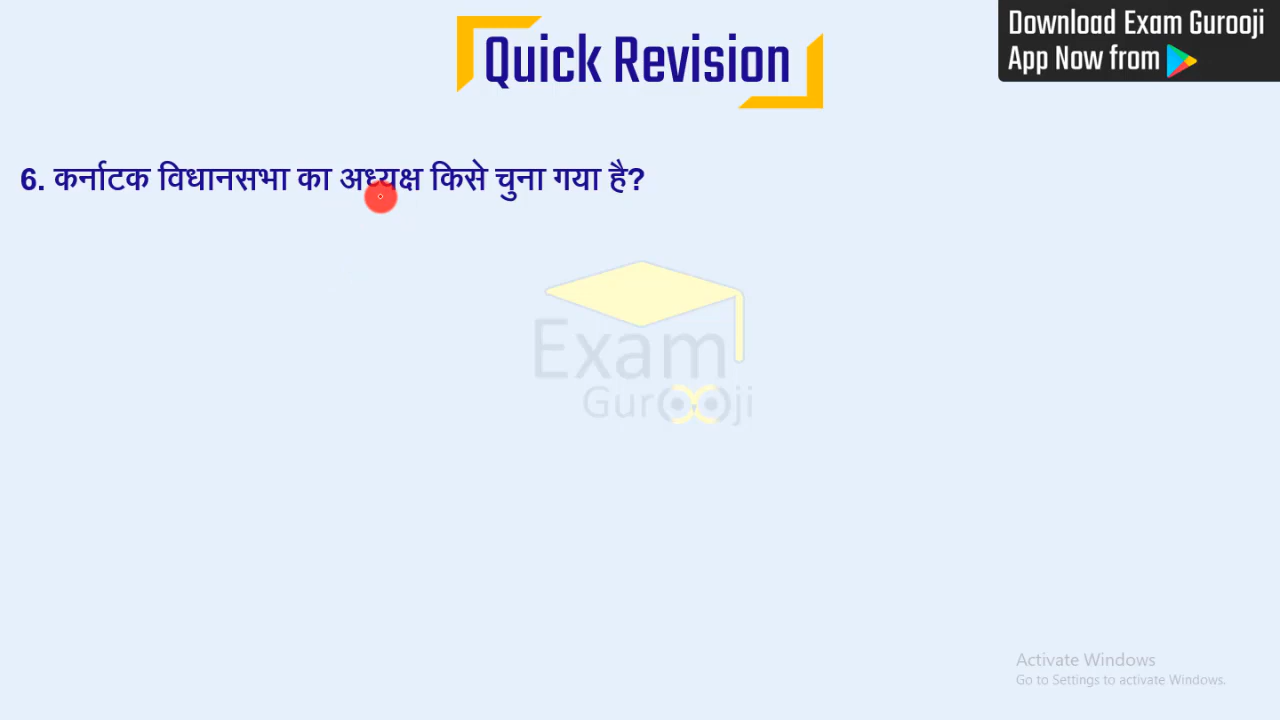 Download Exam Gurooji
App Now from
Quick Revision
6. कर्नाटक विधानसभा का अध्यक्ष किसे चुना गया है?
Exam
Gurooji
Activate Windows
Go to Settings to activate Windows.